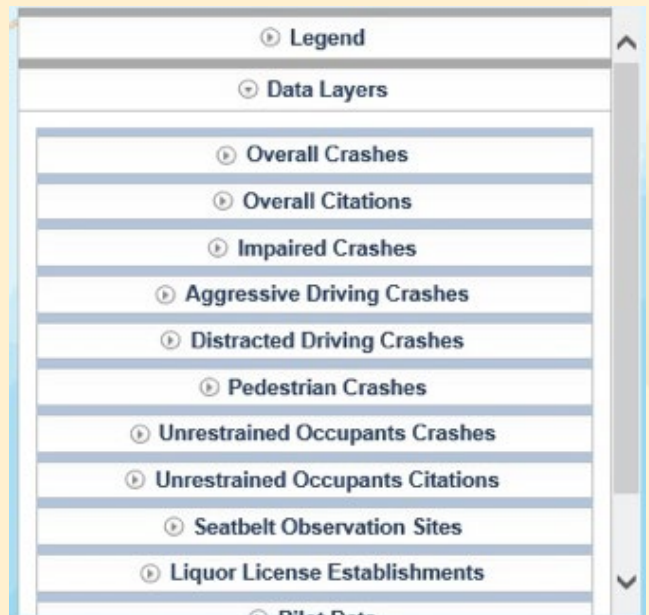 Legend
Data Layers
Overall Crashes
Overall Citations
Impaired Crashes
Aggressive Driving Crashes
Distracted Driving Crashes
Pedestrian Crashes
Unrestrained Occupants Crashes
Unrestrained Occupants Citations
Seatbelt Observation Sites
Liquor License Establishments